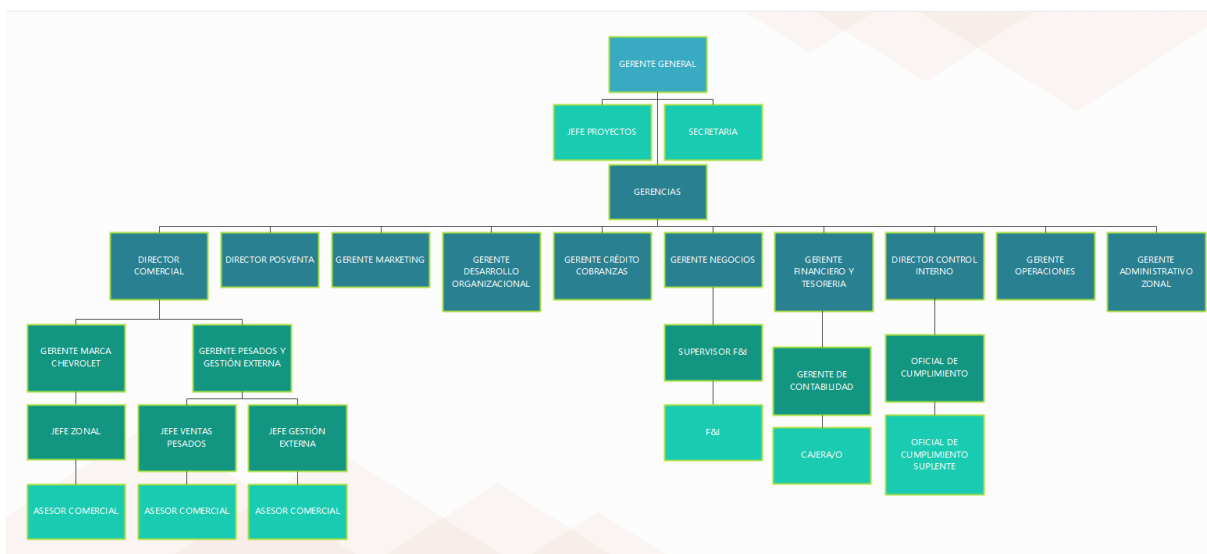 GERENTE GENERAL
JEFE PROYECTOS
SECRETARIA
GERENCIAS
DIRECTOR
COMERCIAL
DIRECTOR POSVENTA
GERENTE MARKETING
GERENTE
DESARROLLO
ORGANIZACIONAL
GERENTE CRÉDITO
COBRANZAS
GERENTE NEGOCIOS
GERENTE
FINANCIERO Y
TESORERIA
DIRECTOR CONTROL
INTERNO
GERENTE
OPERACIONES
GERENTE
ADMINISTRATIVO
ZONAL
GERENTE MARCA
CHEVROLET
GERENTE PESADOS Y
GESTIÓN EXTERNA
SUPERVISOR F&I
GERENTE DE
CONTABILIDAD
OFICIAL DE
CUMPLIMIENTO
JEFE ZONAL
JEFE VENTAS
PESADOS
JEFE GESTIÓN
EXTERNA
F&I
CAJERA/O
OFICIAL DE
CUMPLIMIENTO
SUPLENTE
ASESOR COMERCIAL
ASESOR COMERCIAL
ASESOR COMERCIAL